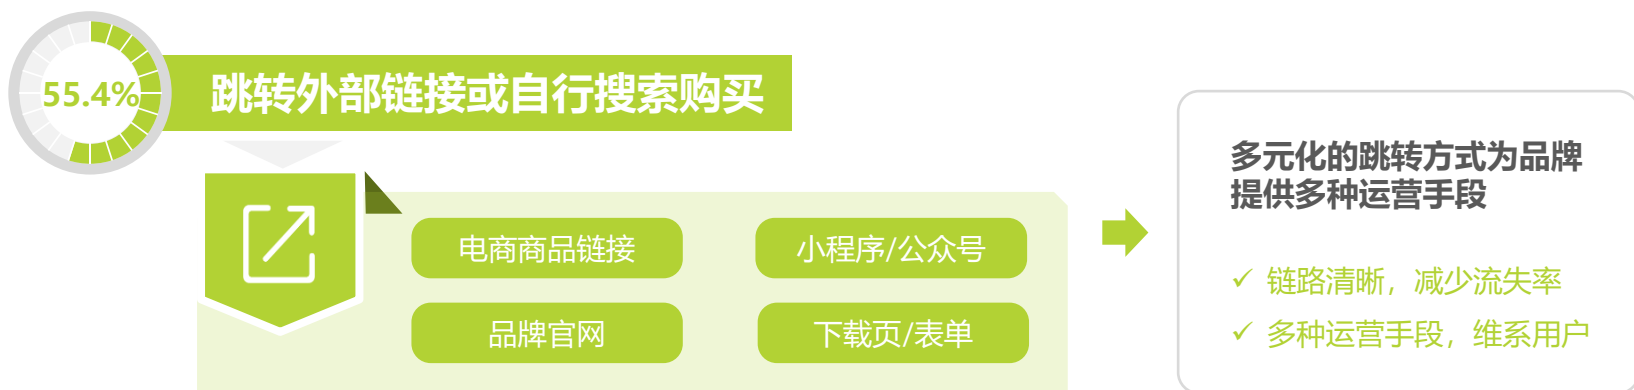 55.4%
跳转外部链接或自行搜索购买
电商商品链接
小程序/公众号
品牌官网
下载页/表单
多元化的跳转方式为品牌
提供多种运营手段
✓ 链路清晰，减少流失率
✓ 多种运营手段，维系用户